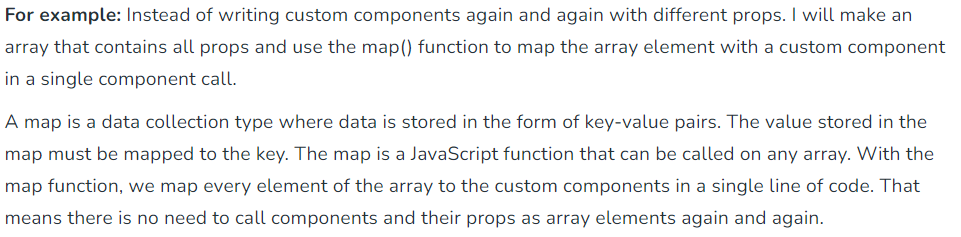 For example: Instead of writing custom components again and again with different props. I will make an
array that contains all props and use the map() function to map the array element with a custom component
in a single component call.
A map is a data collection type where data is stored in the form of key-value pairs. The value stored in the
map must be mapped to the key. The map is a JavaScript function that can be called on any array. With the
map function, we map every element of the array to the custom components in a single line of code. That
means there is no need to call components and their props as array elements again and again.